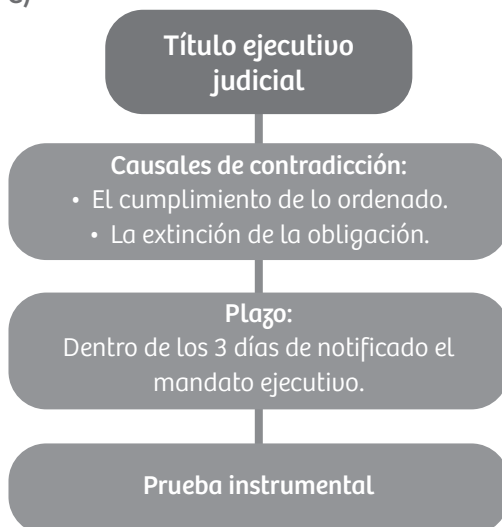 Título ejecutivo
judicial
Causales de contradicción:
• El cumplimiento de lo ordenado.
• La extinción de la obligación.
Plazo:
Dentro de los 3 días de notificado el
mandato ejecutivo.
Prueba instrumental